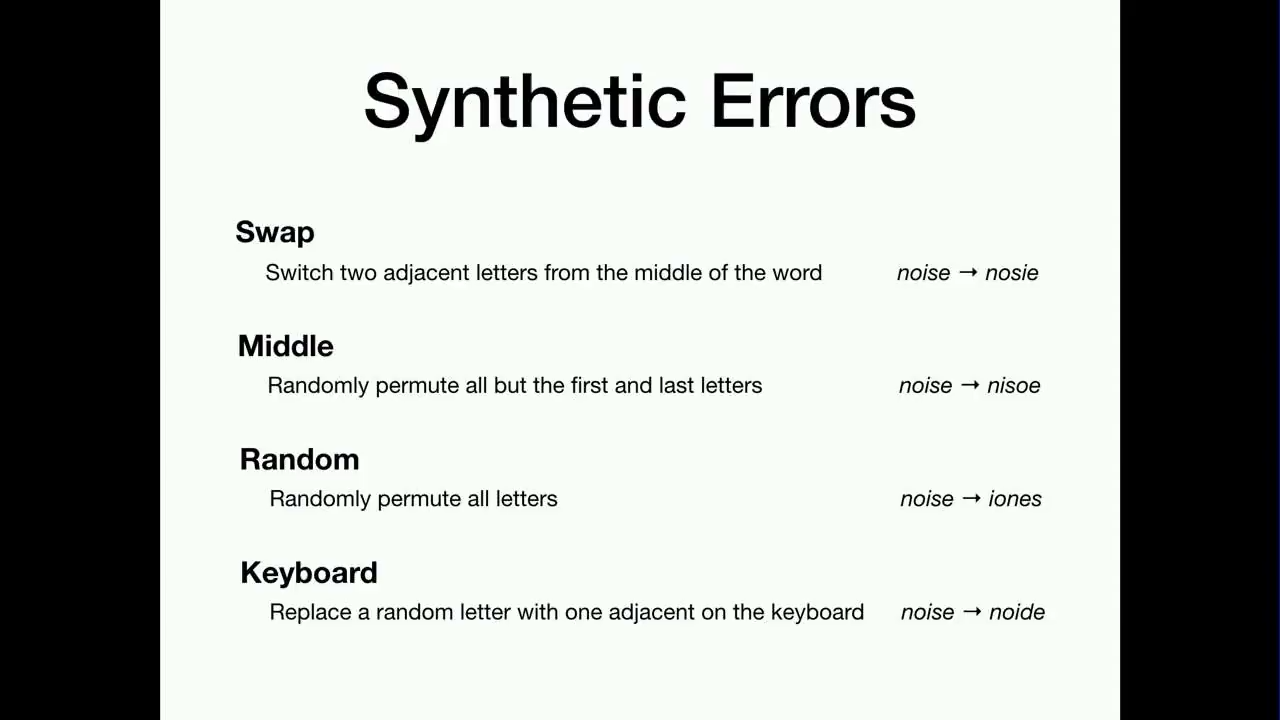 Synthetic Errors
Swap
Switch two adjacent letters from the middle of the word noise → nosie
Middle
Randomly permute all but the first and last letters noise → nisoe
Random
Randomly permute all letters noise → iones
Keyboard
Replace a random letter with one adjacent on the keyboard noise → noide